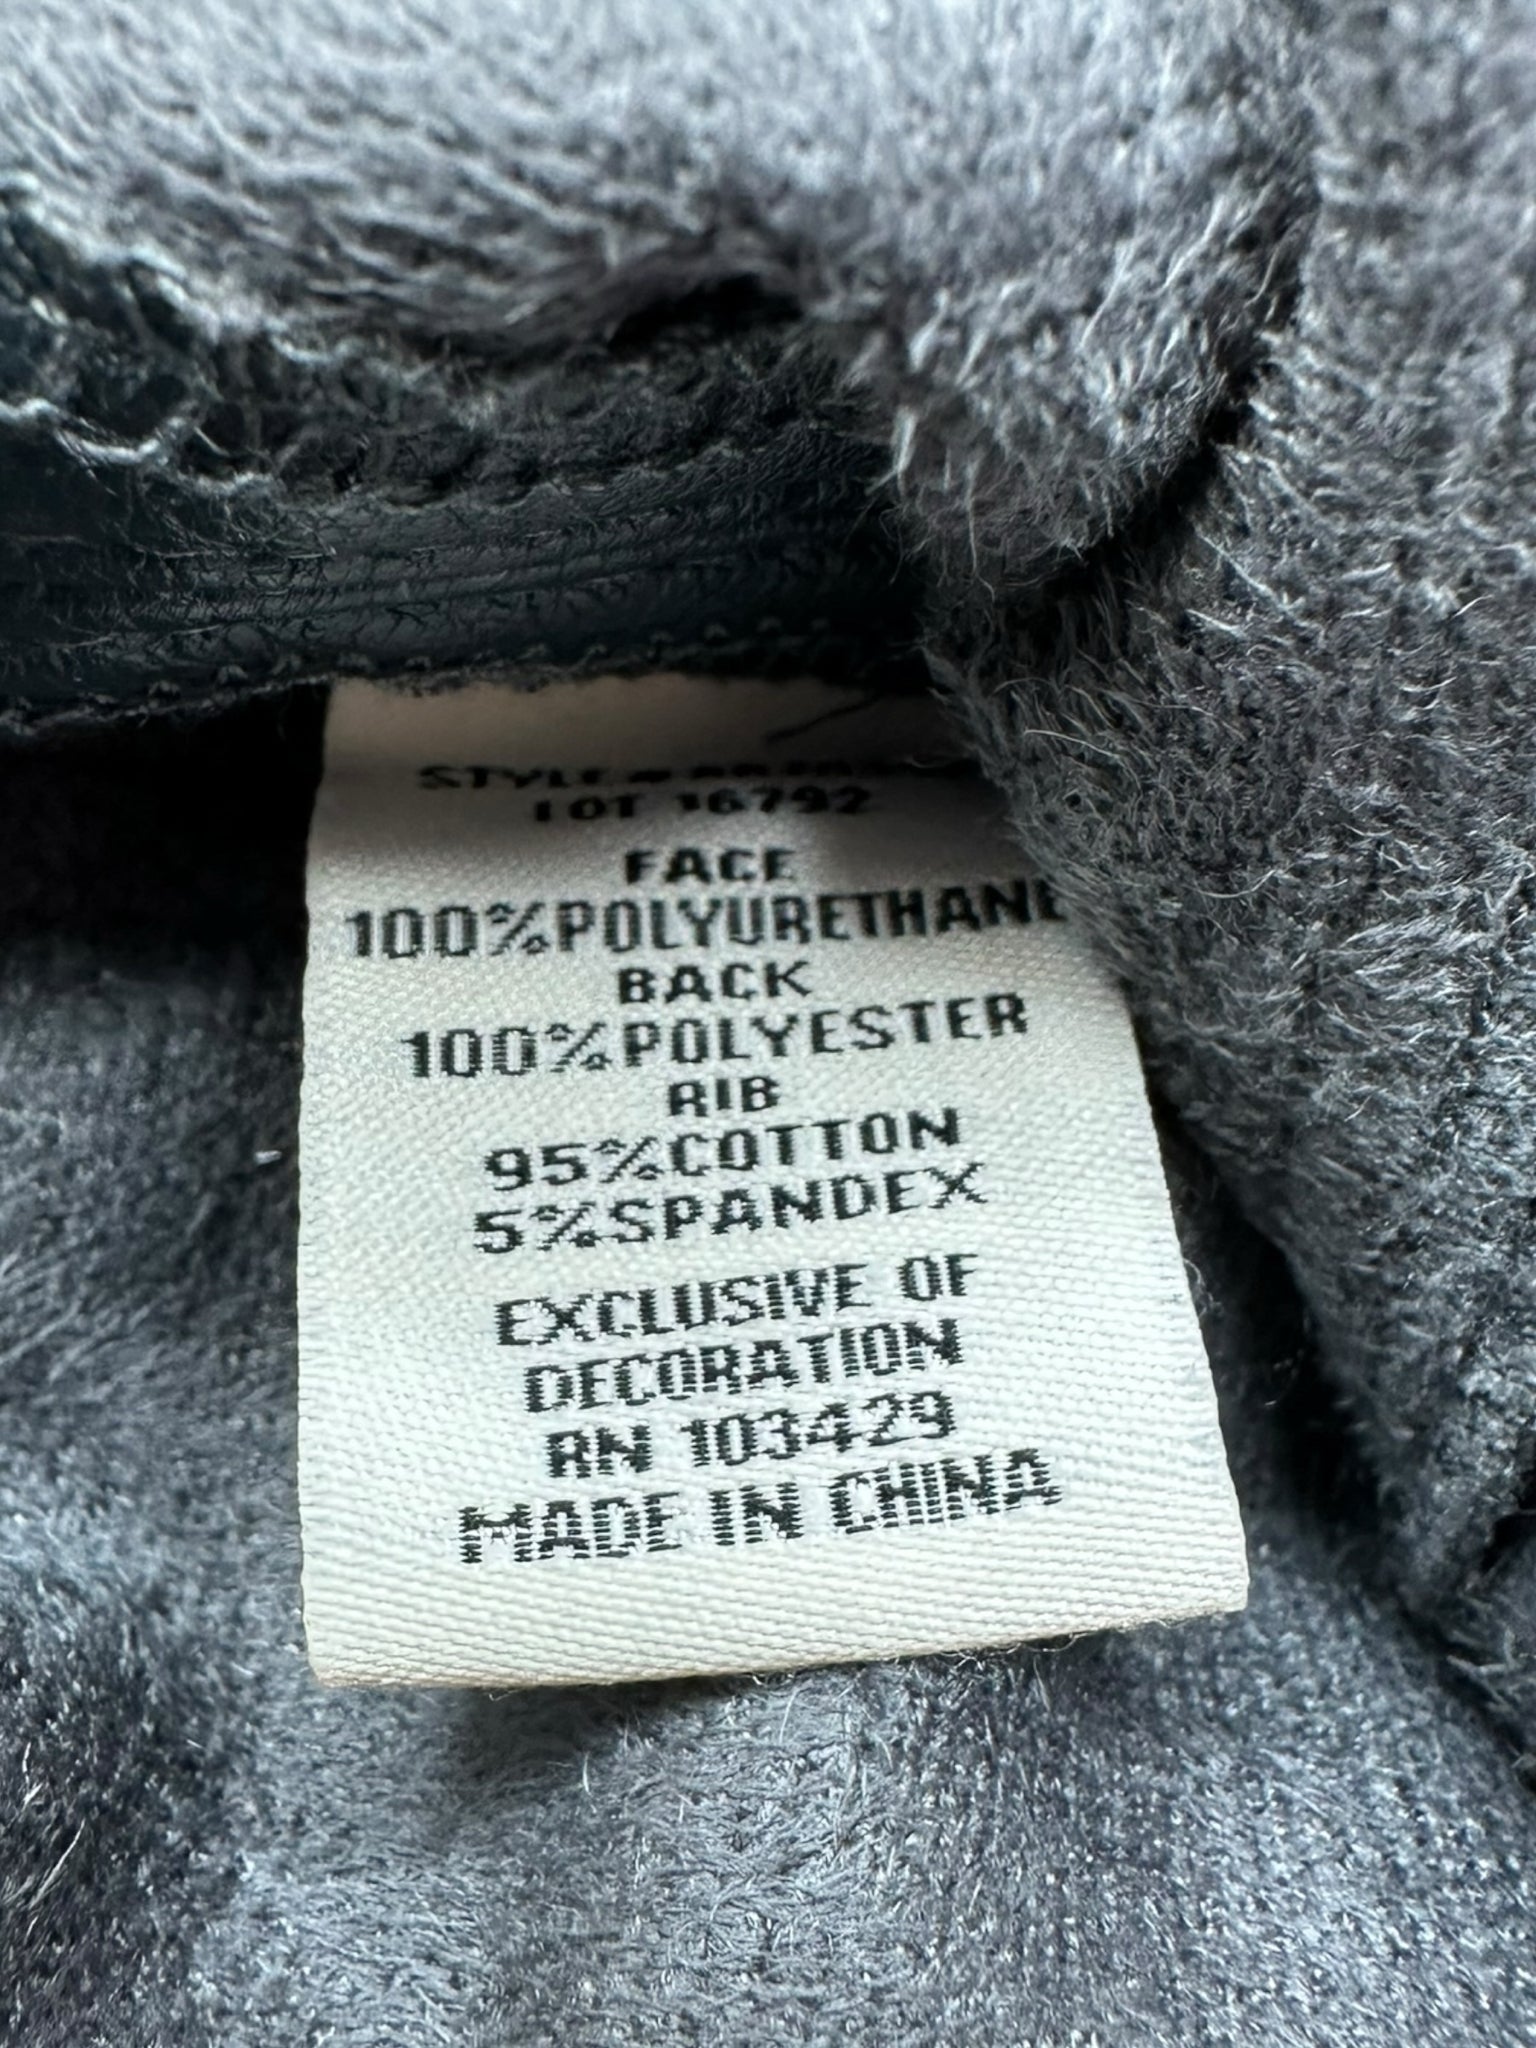 STYLE #
LOT 16792
FACE
100%POLYURETHANE
BACK
100%POLYESTER
RIB
95%COTTON
5%SPANDEX
EXCLUSIVE OF
DECORATION
RN 103429
MADE IN CHINA